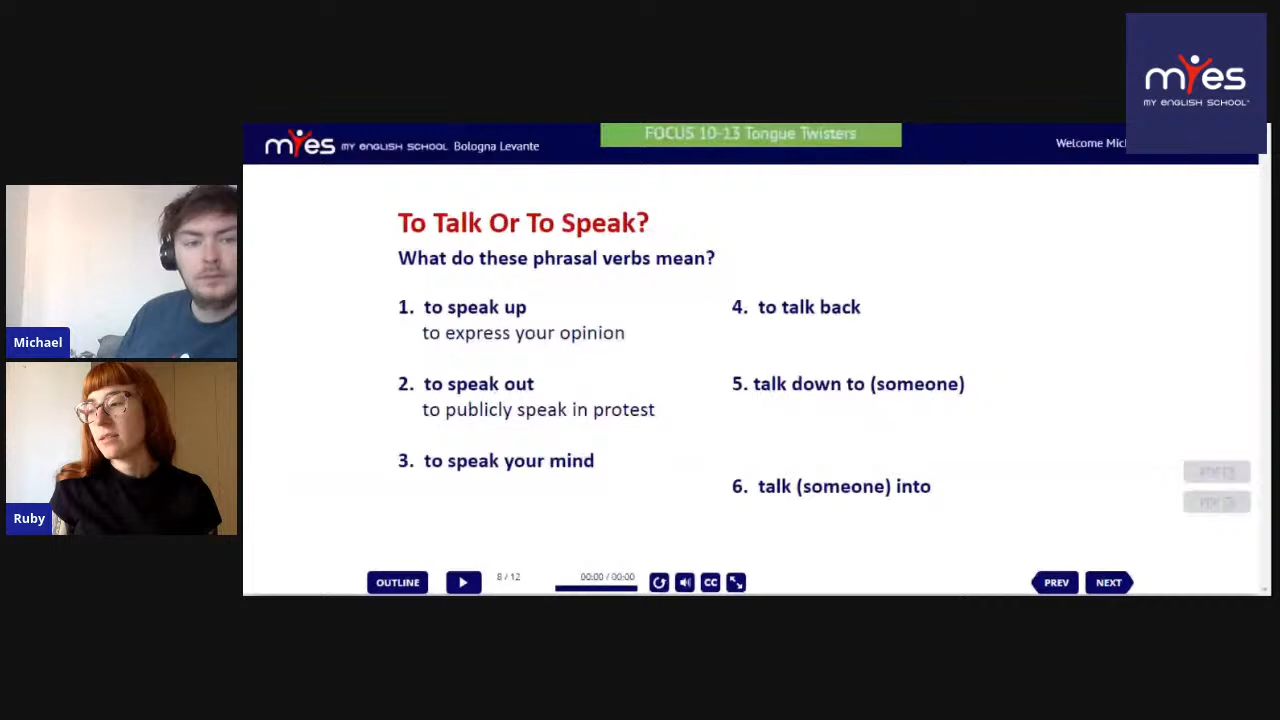 myes
MY ENGLISH SCHOOL
myes MY ENGLISH SCHOOL Bologna Levante
FOCUS 10-13 Tongue Twisters
Welcome
To Talk Or To Speak?
What do these phrasal verbs mean?
1. to speak up
to express your opinion
2. to speak out
to publicly speak in protest
3. to speak your mind
4. to talk back
5. talk down to (someone)
6. talk (someone) into
Michael
Ruby
OUTLINE
8 / 12
00:00 / 00:00
CC
PREV
NEXT